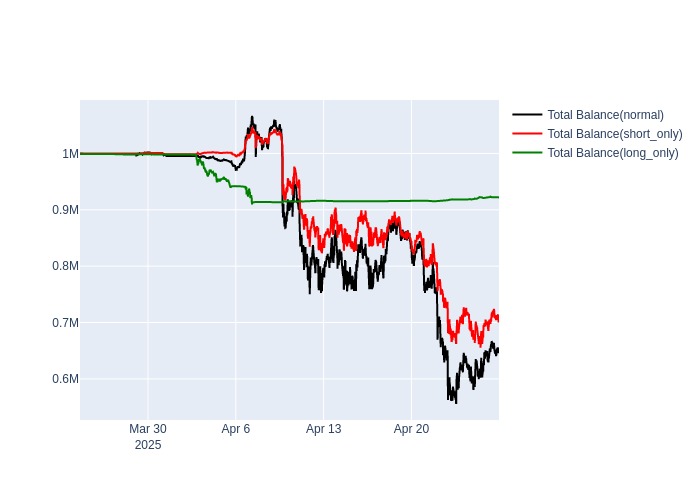 Total Balance(normal)
Total Balance(short_only)
Total Balance(long_only)
1M
0.9M
0.8M
0.7M
0.6M
Mar 30
2025
Apr 6
Apr 13
Apr 20